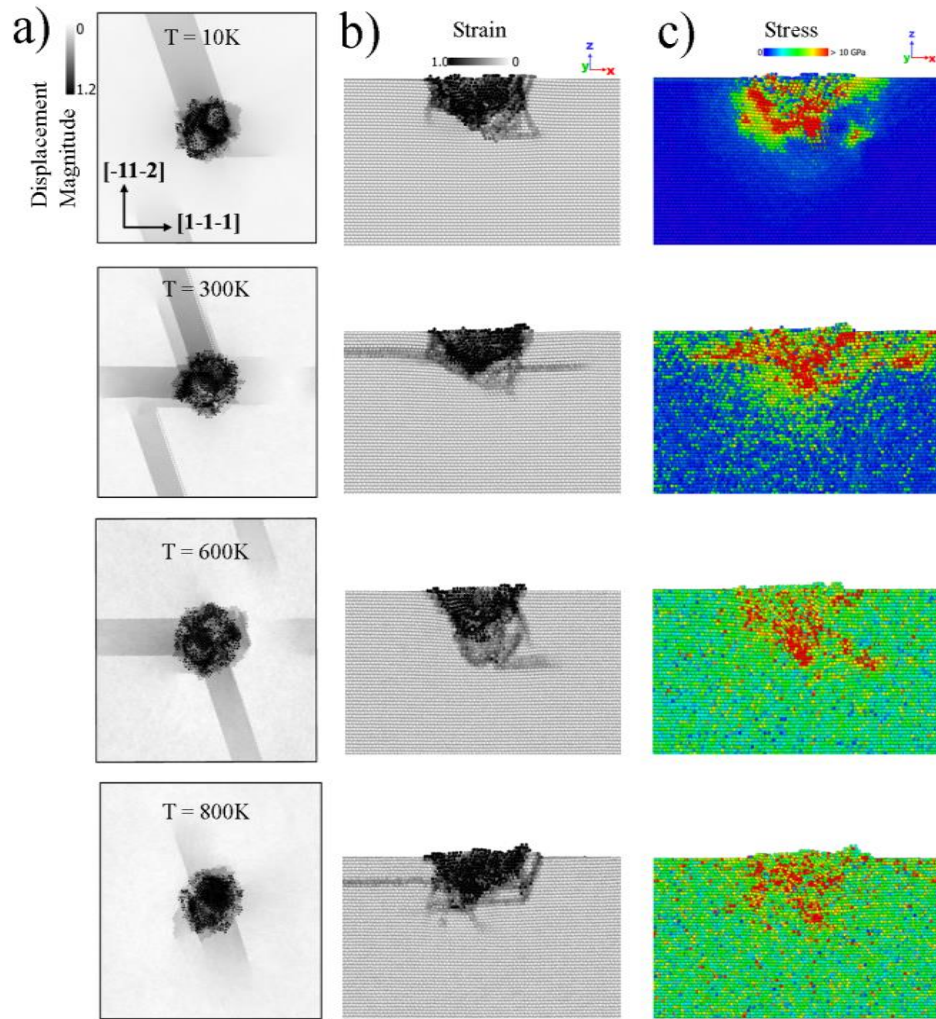 a)
0
1.2
Displacement
Magnitude
T = 10K
[-11-2]
[1-1-1]
b)
Strain
1.0
0
z
y
x
c)
Stress
0
> 10 GPa
z
y
x
T = 300K
T = 600K
T = 800K